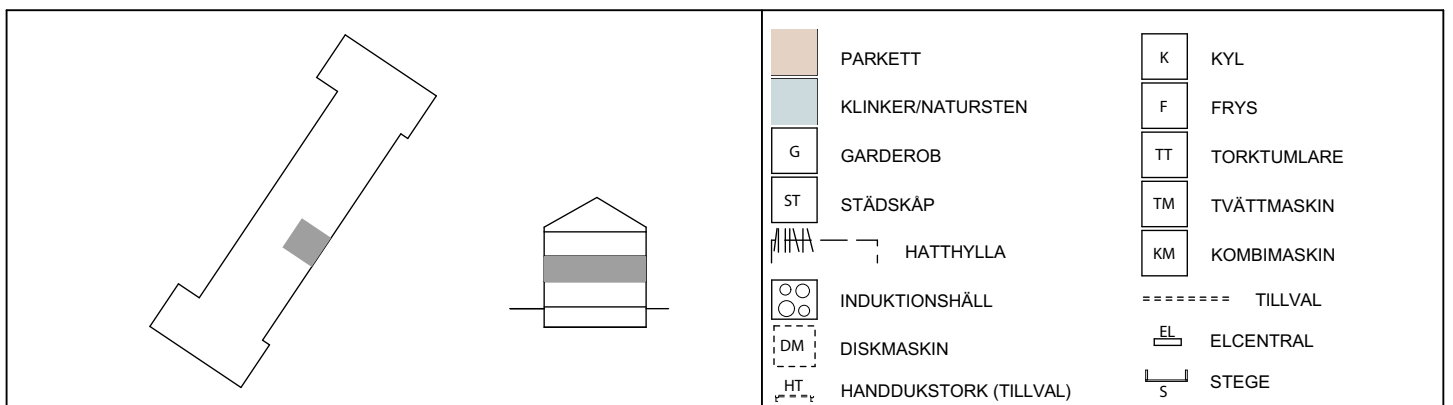 PARKETT
KLINKER/NATURSTEN
G GARDEROB
ST STÄDSKÅP
HATTHYLLA
INDUKTIONSHÄLL
DM DISKMASKIN
HT HANDDUKSTORK (TILLVAL)
K KYL
F FRYS
TT TORKTUMLARE
TM TVÄTTMASKIN
KM KOMBIMASKIN
TILLVAL
EL ELCENTRAL
S STEGE